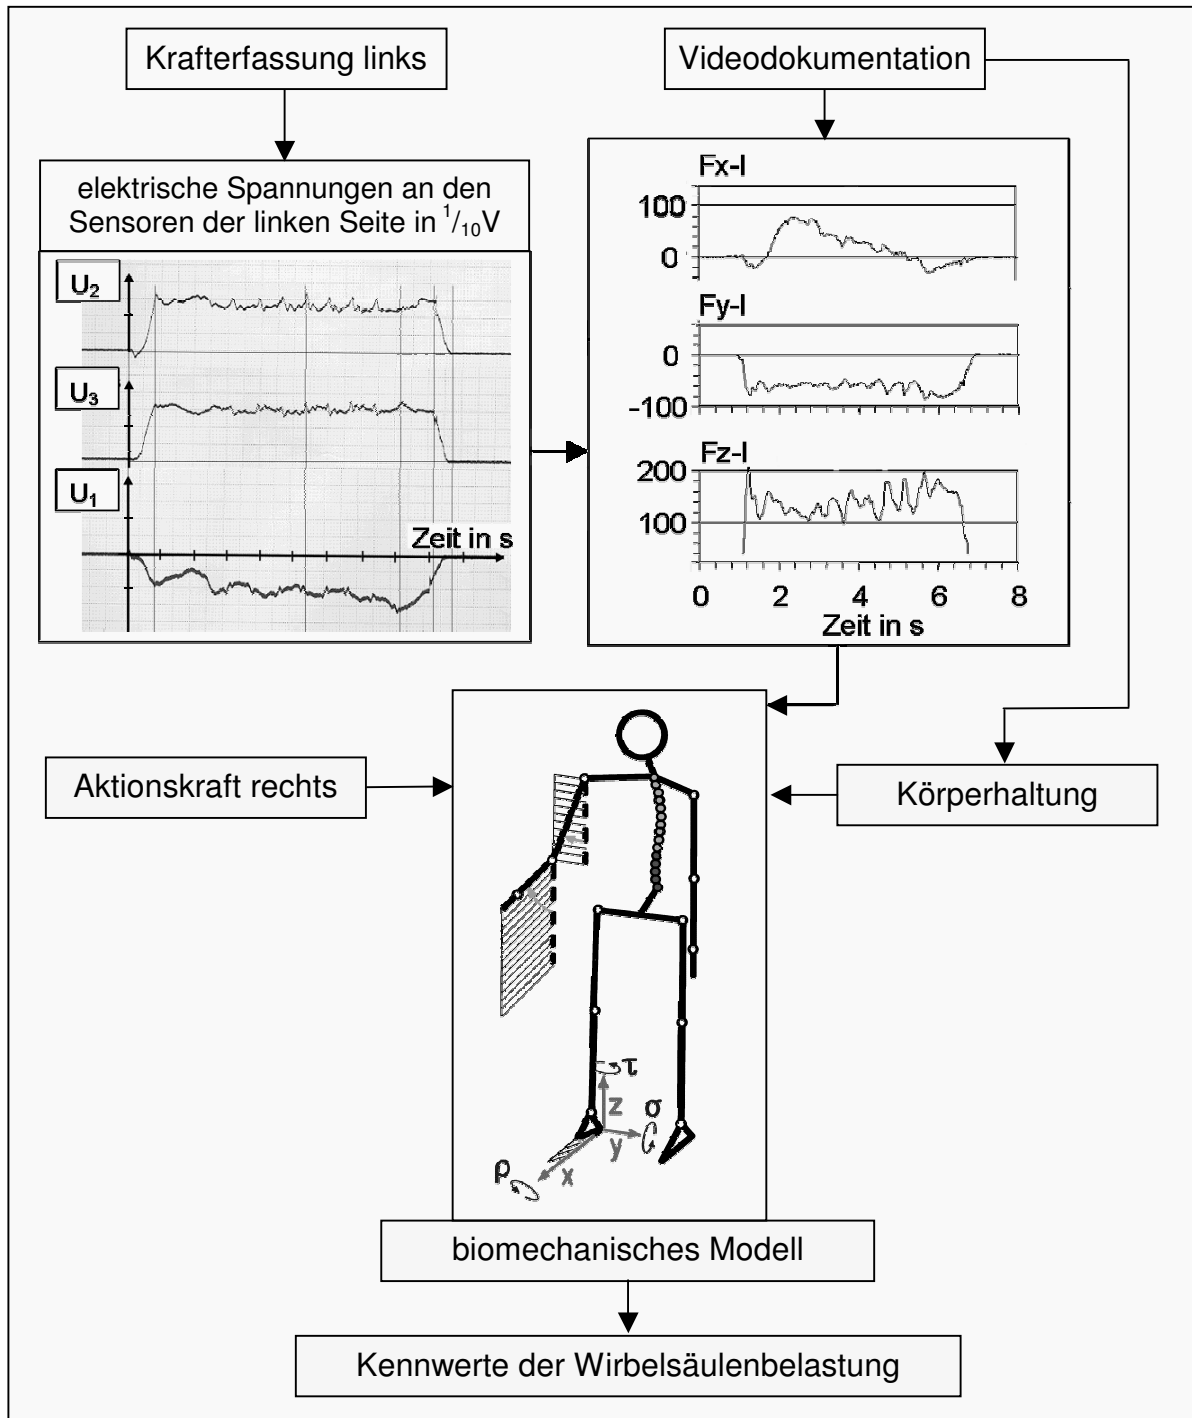 Krafterfassung links
Videodokumentation
elektrische Spannungen an den
Sensoren der linken Seite in 1/10V
U2
U3
U1
Zeit in s
Fx-l
100
0
Fy-l
0
-100
Fz-l
200
100
0 2 4 6 8
Zeit in s
Aktionskraft rechts
Körperhaltung
τ
z
σ
y
x
ρ
biomechanisches Modell
Kennwerte der Wirbelsäulenbelastung